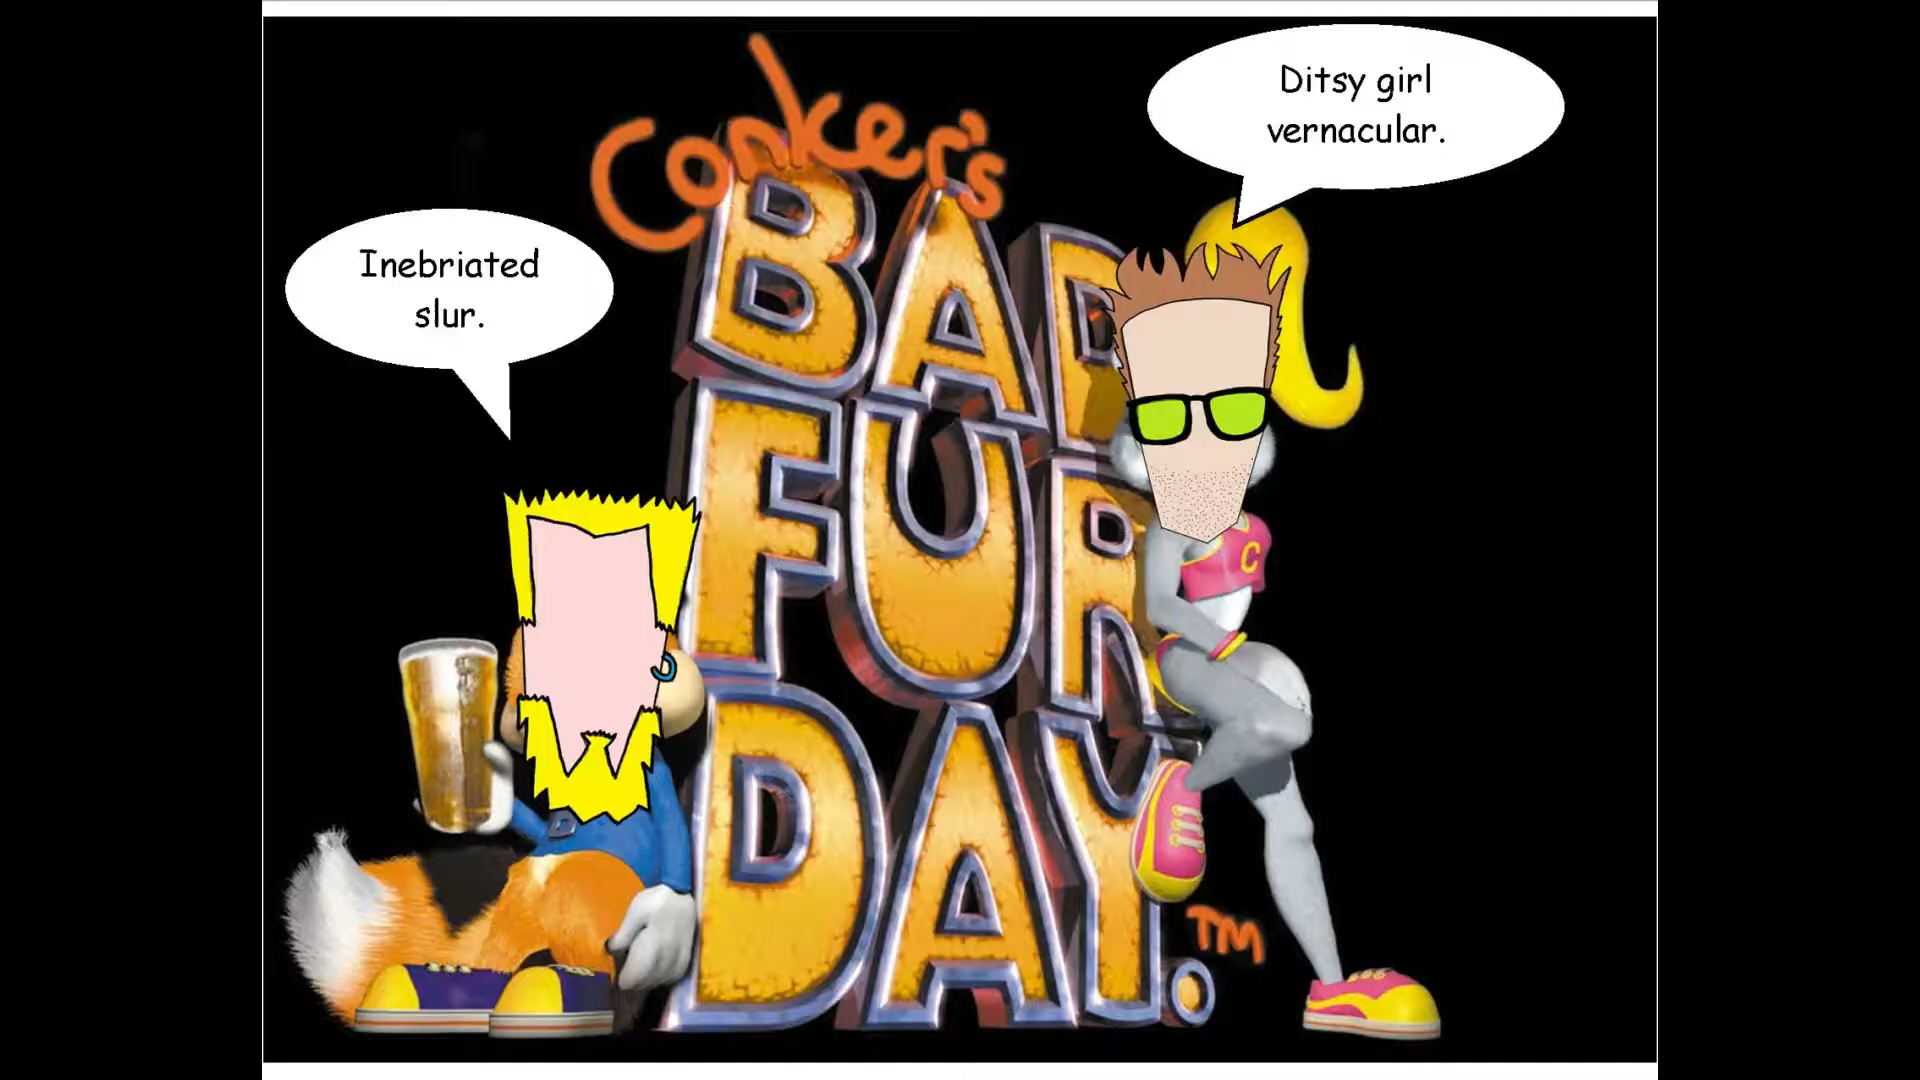 Ditsy girl
vernacular.
Inebriated
slur.
Conker's
BAD
FUR
DAY.
TM
C